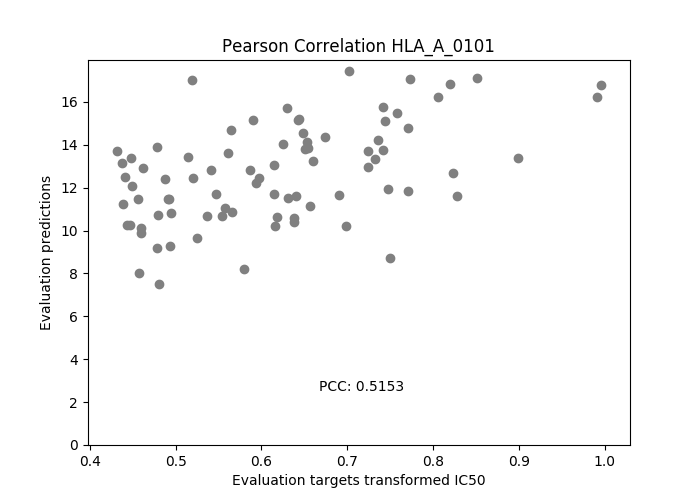 Pearson Correlation HLA_A_0101
Evaluation predictions
16
14
12
10
8
6
4
2
0
PCC: 0.5153
0.4 0.5 0.6 0.7 0.8 0.9 1.0
Evaluation targets transformed IC50